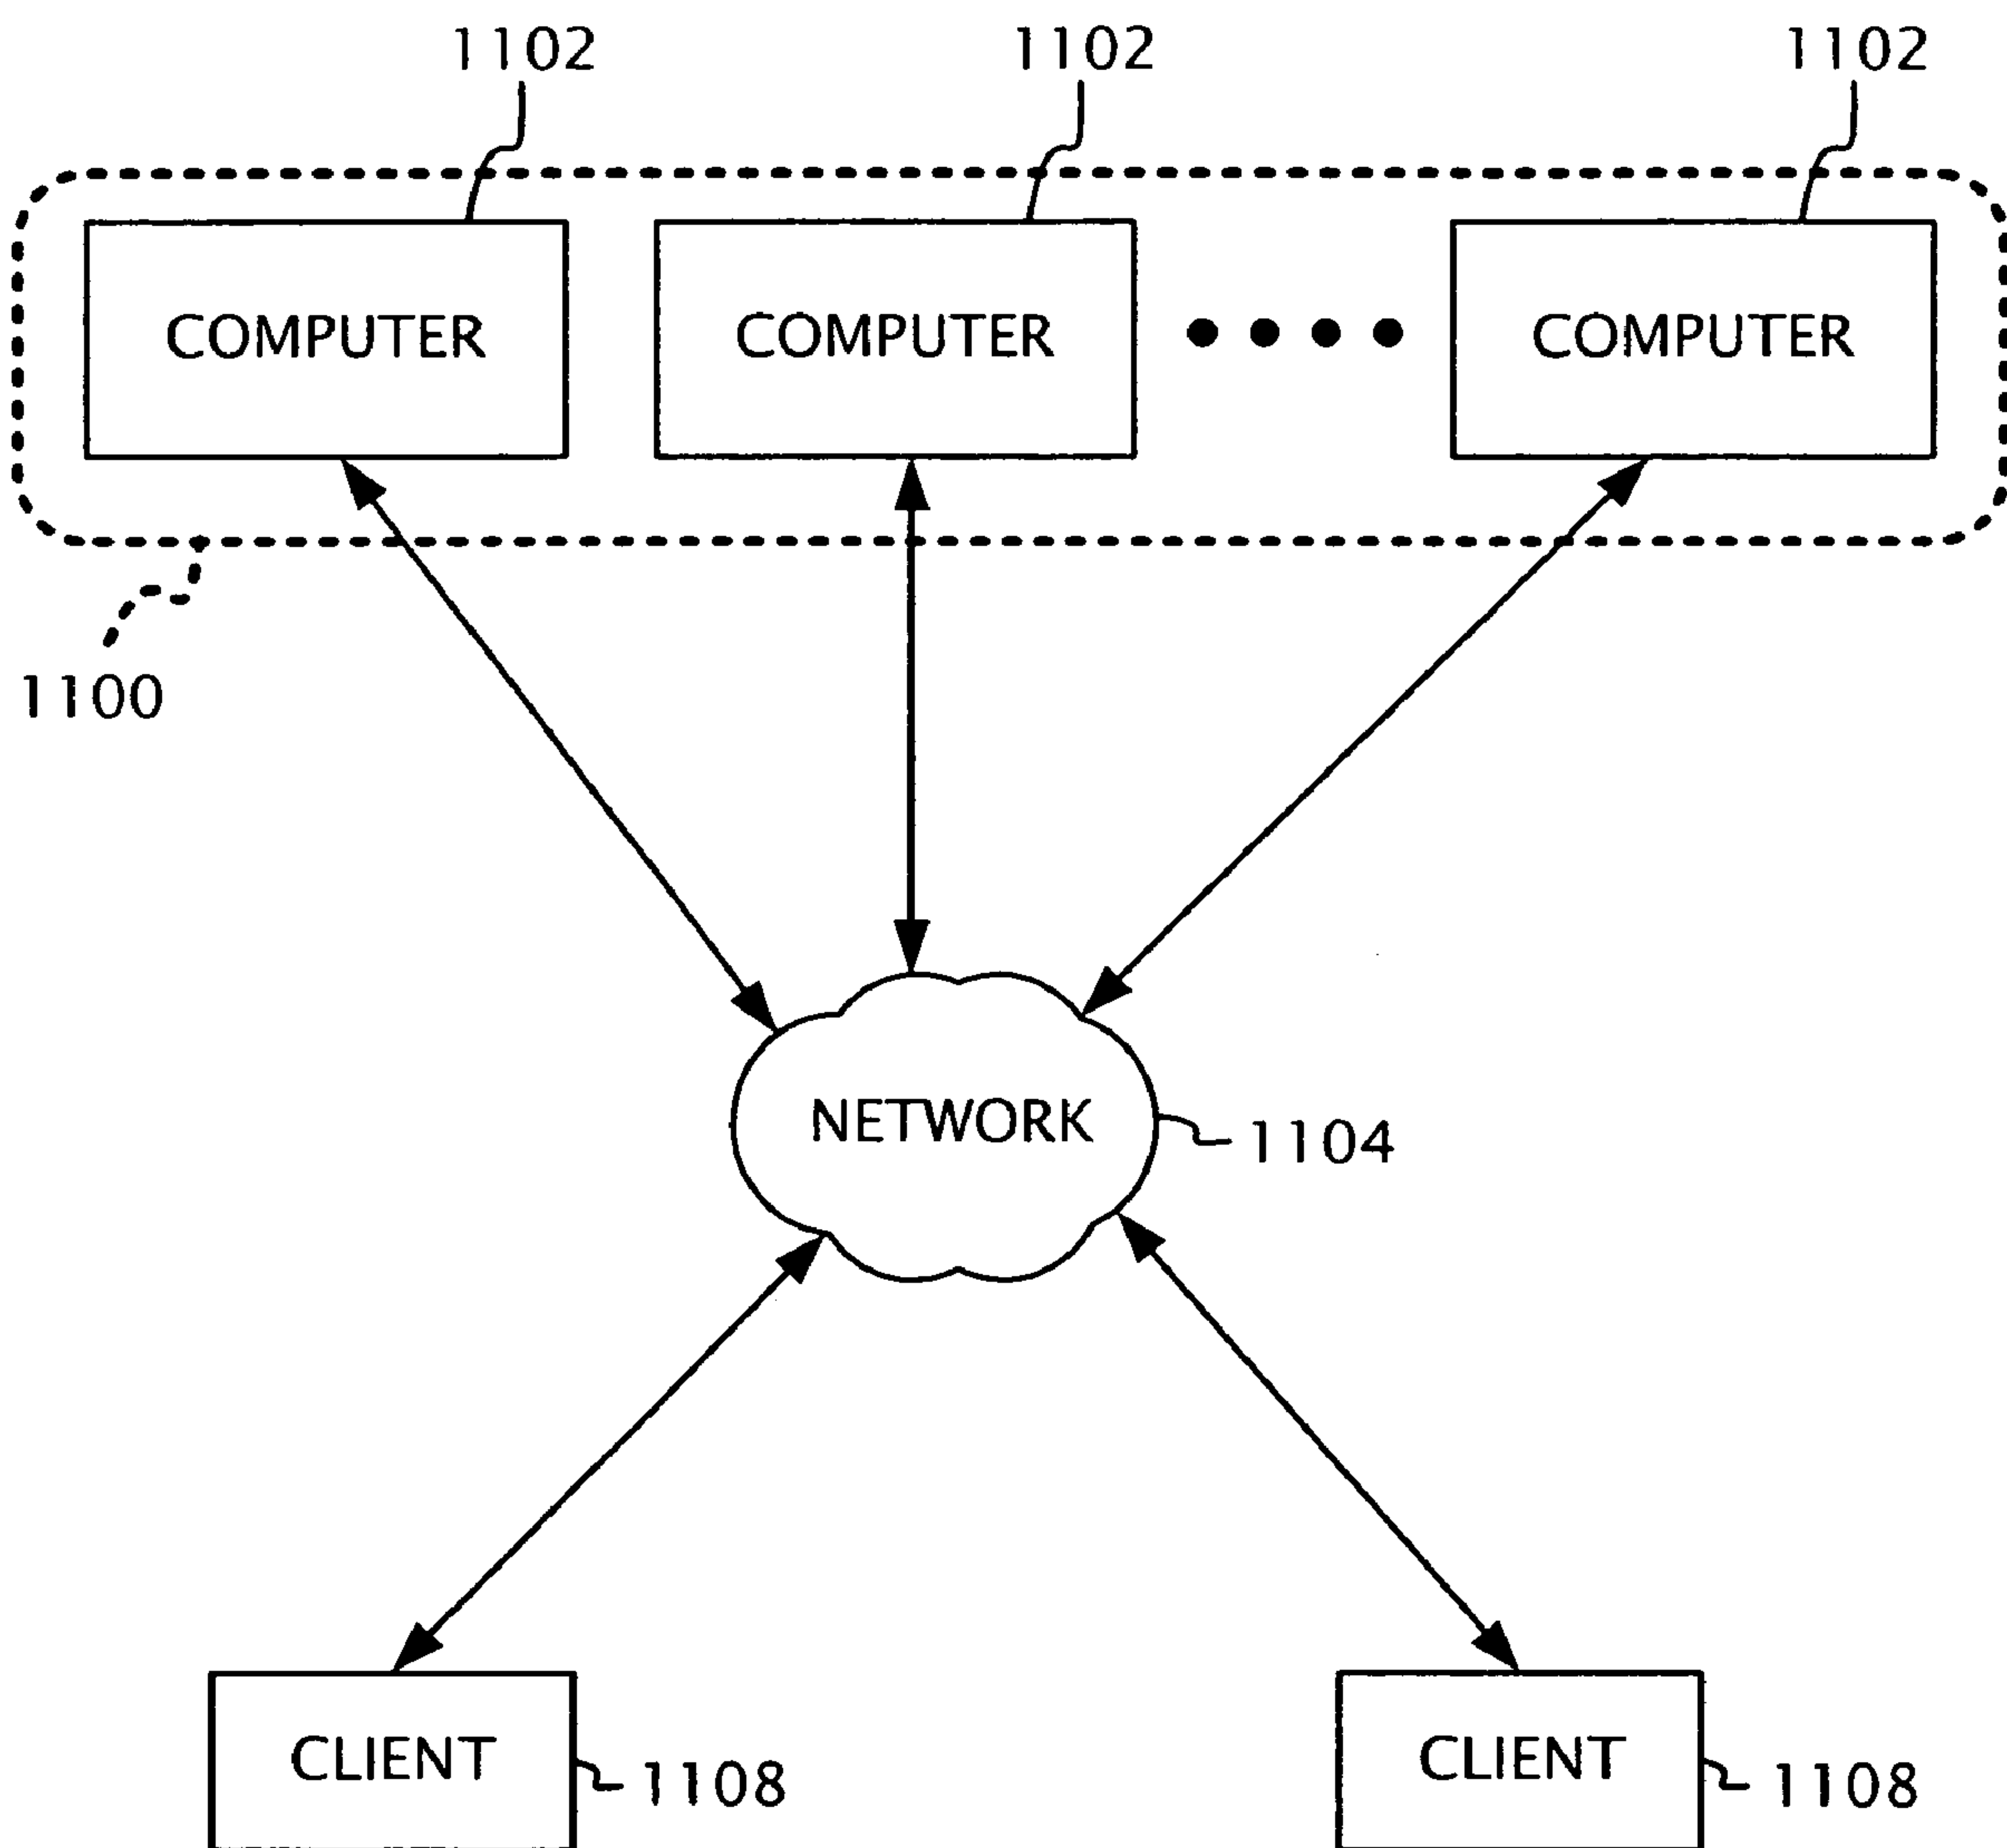 1102 1102 1102
COMPUTER COMPUTER COMPUTER
1100
NETWORK
1104
CLIENT 1108 CLIENT 1108